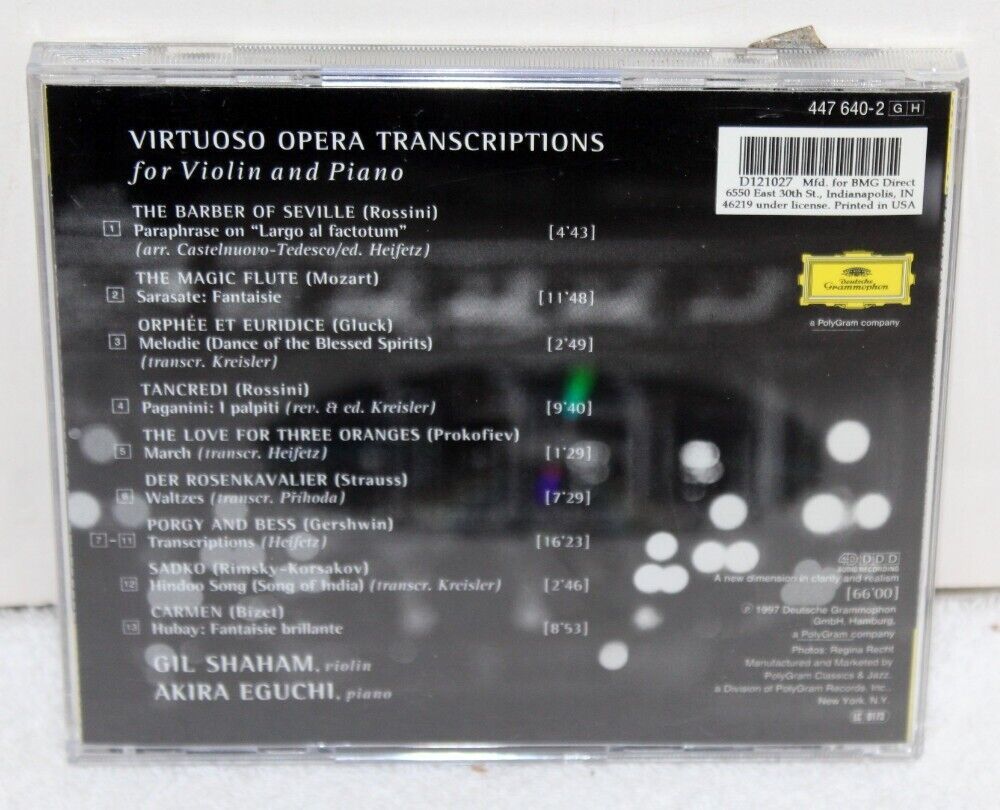 447 640-2 G H
VIRTUOSO OPERA TRANSCRIPTIONS
for Violin and Piano
D121027 Mfd. for BMG Direct
6550 East 30th St., Indianapolis, IN
46219 under license. Printed in USA
THE BARBER OF SEVILLE (Rossini)
1 Paraphrase on "Largo al factotum" [4'43]
(arr. Castelnuovo-Tedesco/ed. Heifetz)
THE MAGIC FLUTE (Mozart)
2 Sarasate: Fantaisie [11'48]
ORPHÉE ET EURIDICE (Gluck)
3 Melodie (Dance of the Blessed Spirits) [2'49]
(transcr. Kreisler)
TANCREDI (Rossini)
4 Paganini: I palpiti (rev. & ed. Kreisler) [9'40]
THE LOVE FOR THREE ORANGES (Prokofiev)
5 March (transcr. Heifetz) [1'29]
DER ROSENKAVALIER (Strauss)
6 Waltzes (transcr. Příhoda) [7'29]
PORGY AND BESS (Gershwin)
7-11 Transcriptions (Heifetz) [16'23]
SADKO (Rimsky-Korsakov)
12 Hindoo Song (Song of India) (transcr. Kreisler) [2'46]
CARMEN (Bizet)
13 Hubay: Fantaisie brillante [8'53]
GIL SHAHAM, violin
AKIRA EGUCHI, piano
Deutsche
Grammophon
a PolyGram company
4D DDD
AUDIO RECORDING
A new dimension in clarity and realism
[66'00]
℗ 1997 Deutsche Grammophon
GmbH, Hamburg,
a PolyGram company
Photos: Regina Recht
Manufactured and Marketed by
PolyGram Classics & Jazz,
a Division of PolyGram Records, Inc.,
New York, N.Y.
LC 0173